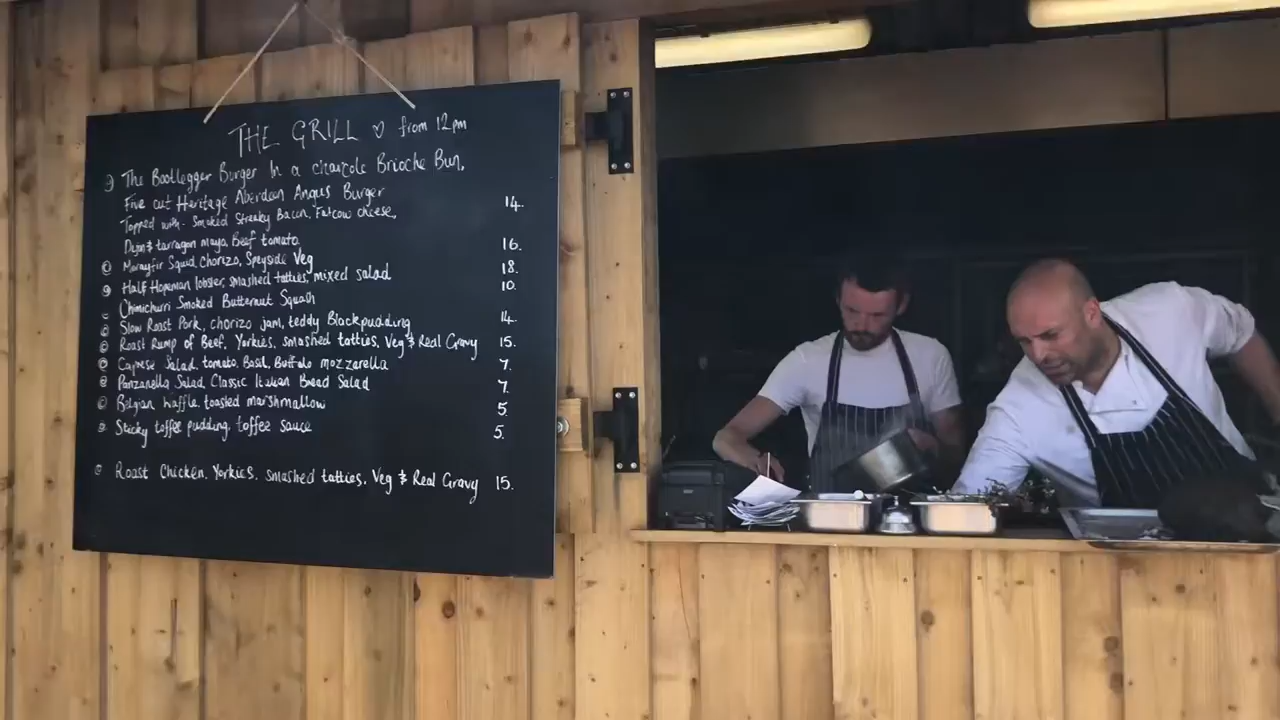 THE GRILL ♡ from 12pm
The Bootlegger Burger In a charcole Brioche Bun,
Five cut Heritage Aberdeen Angus Burger 14.
Topped with - Smoked Streaky Bacon, Fatcow cheese,
Dijon & tarragon mayo, Beef tomato
Morayfir Squid, Chorizo, Speyside Veg 16.
Half Hopeman lobster, smashed tatties, mixed salad 18.
Chimichurri Smoked Butternut Squash 10.
Slow Roast Pork, chorizo jam, teddy Blackpudding 14.
Roast Rump of Beef, Yorkies, Smashed tatties, Veg & Real Gravy 15.
Caprese Salad, tomato, Basil, Buffalo mozzarella 7.
Panzanella Salad, Classic Italian Bread Salad 7.
Belgian waffle, toasted marshmallow 5.
Sticky toffee pudding, toffee sauce 5.
Roast Chicken, Yorkies, Smashed tatties, Veg & Real Gravy 15.